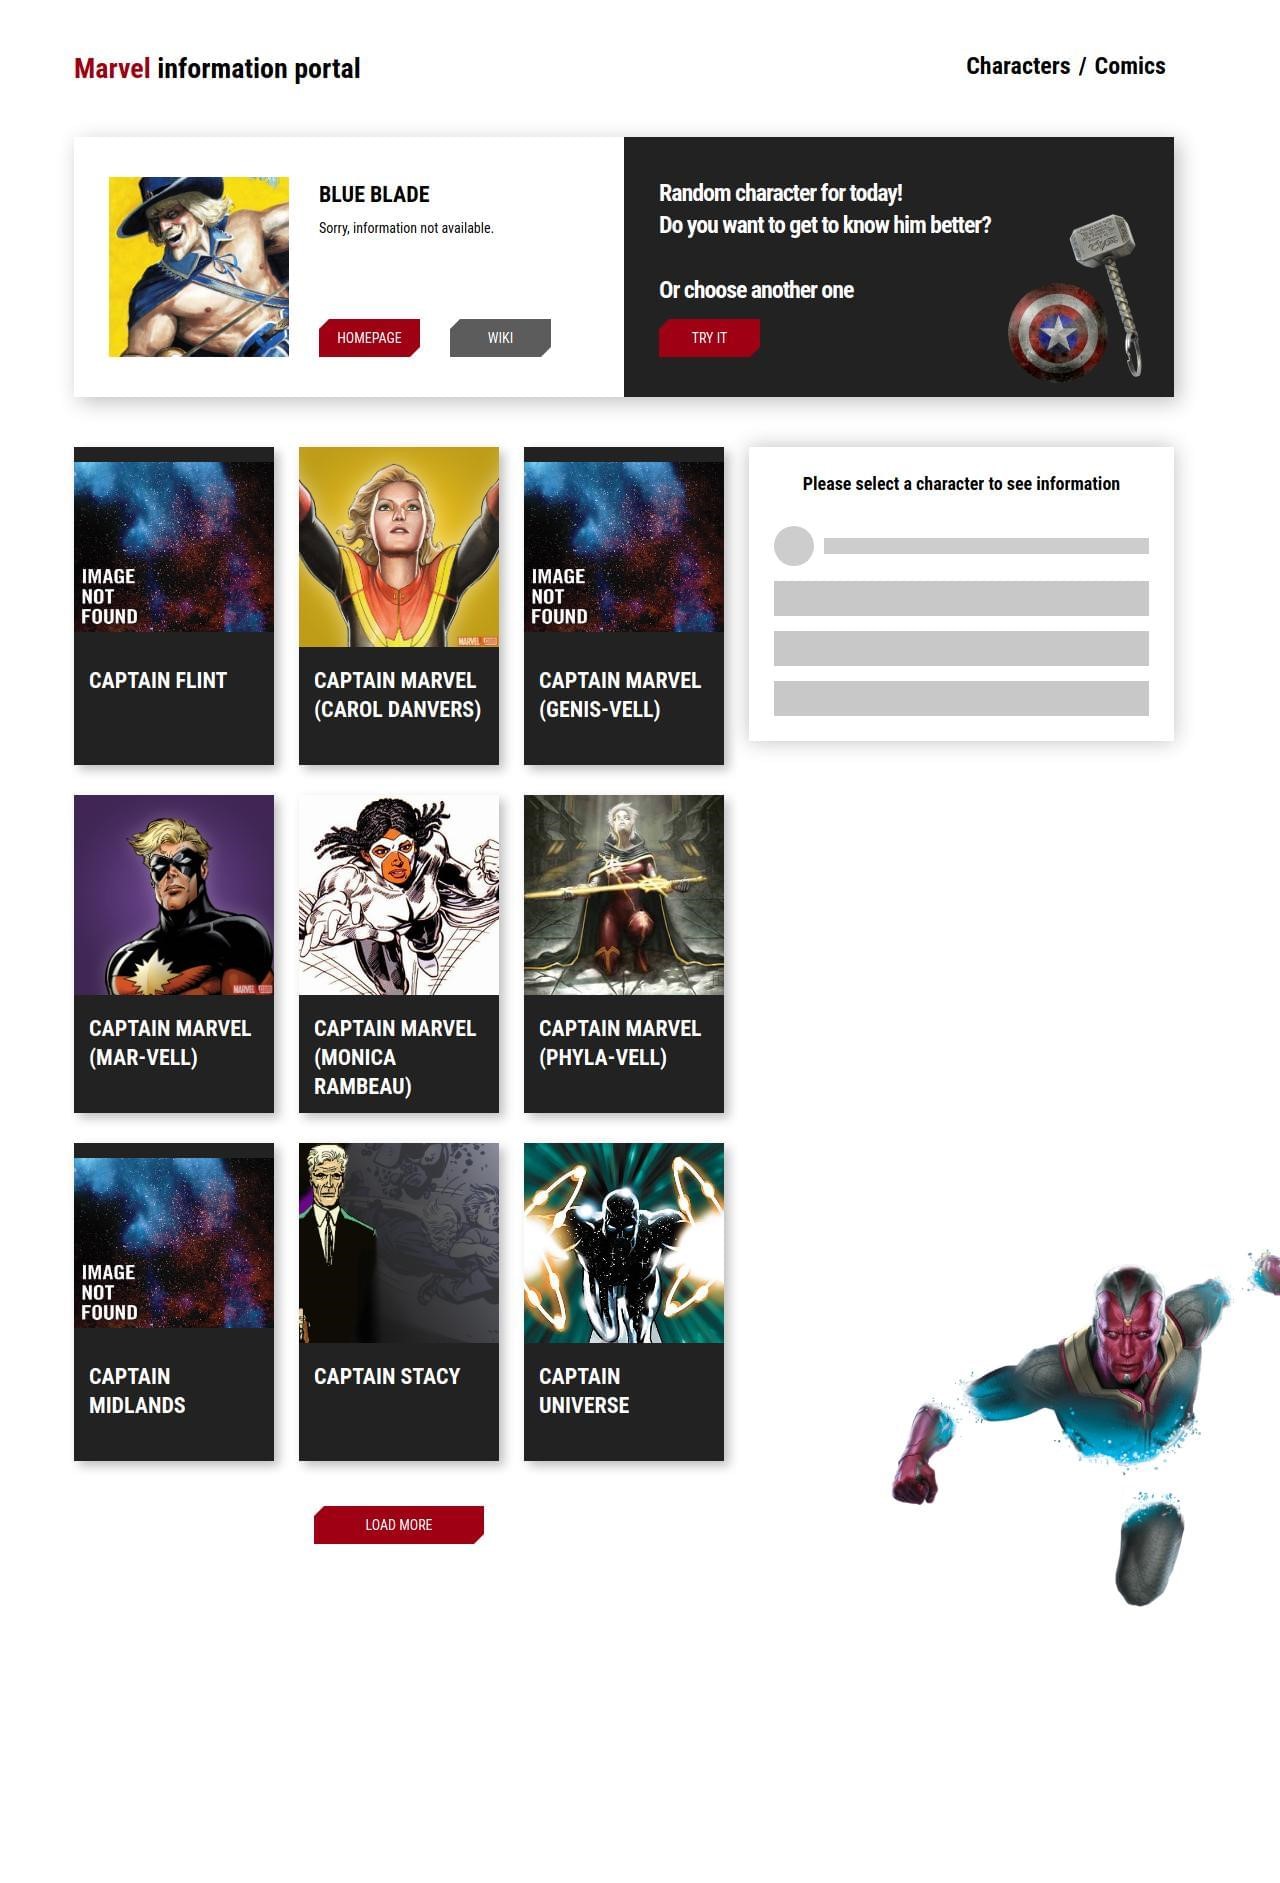 Marvel information portal
Characters / Comics
BLUE BLADE
Sorry, information not available.
HOMEPAGE
WIKI
Random character for today!
Do you want to get to know him better?
Or choose another one
TRY IT
IMAGE
NOT
FOUND
CAPTAIN FLINT
MARVEL
CAPTAIN MARVEL
(CAROL DANVERS)
IMAGE
NOT
FOUND
CAPTAIN MARVEL
(GENIS-VELL)
Please select a character to see information
MARVEL
CAPTAIN MARVEL
(MAR-VELL)
CAPTAIN MARVEL
(MONICA
RAMBEAU)
CAPTAIN MARVEL
(PHYLA-VELL)
IMAGE
NOT
FOUND
CAPTAIN
MIDLANDS
CAPTAIN STACY
CAPTAIN
UNIVERSE
LOAD MORE